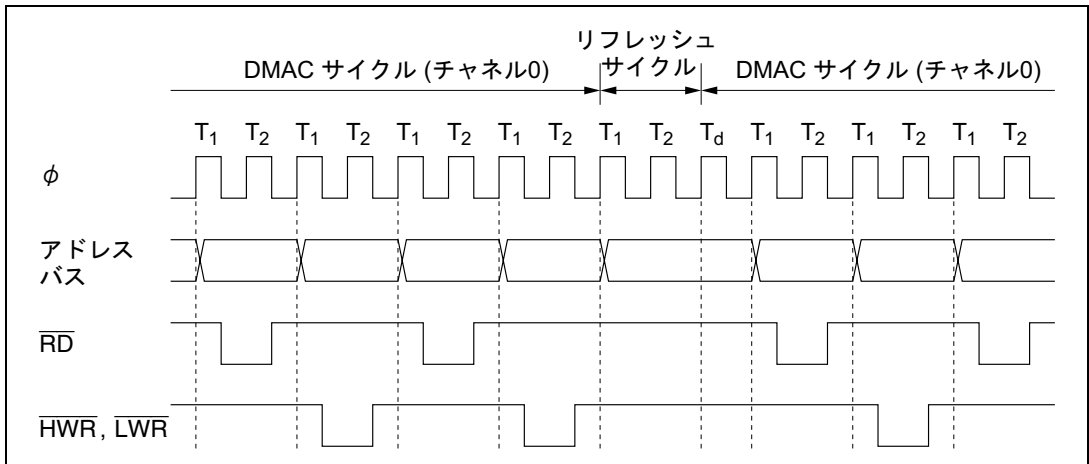 リフレッシュ
DMAC サイクル (チャネル0) サイクル DMAC サイクル (チャネル0)
T1 T2 T1 T2 T1 T2 T1 T2 T1 T2 Td T1 T2 T1 T2 T1 T2
φ
アドレス
バス
RD
HWR, LWR